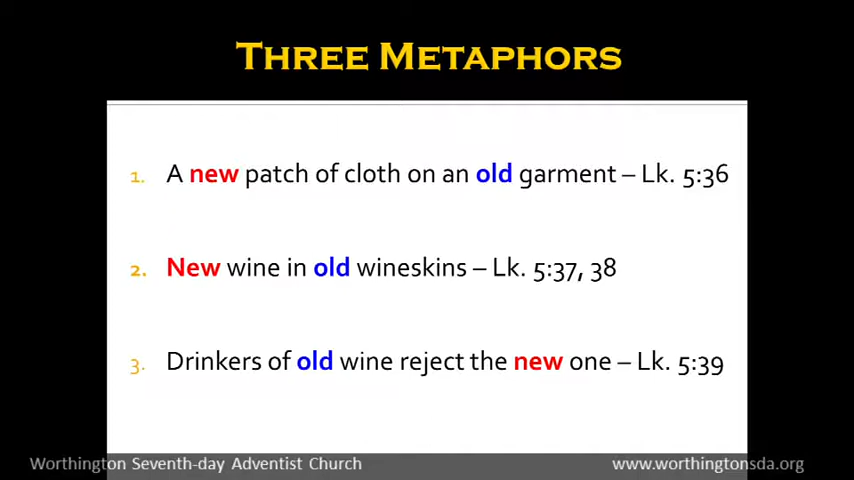 THREE METAPHORS
1. A new patch of cloth on an old garment – Lk. 5:36
2. New wine in old wineskins – Lk. 5:37, 38
3. Drinkers of old wine reject the new one – Lk. 5:39
Worthington Seventh-day Adventist Church www.worthingtonsda.org